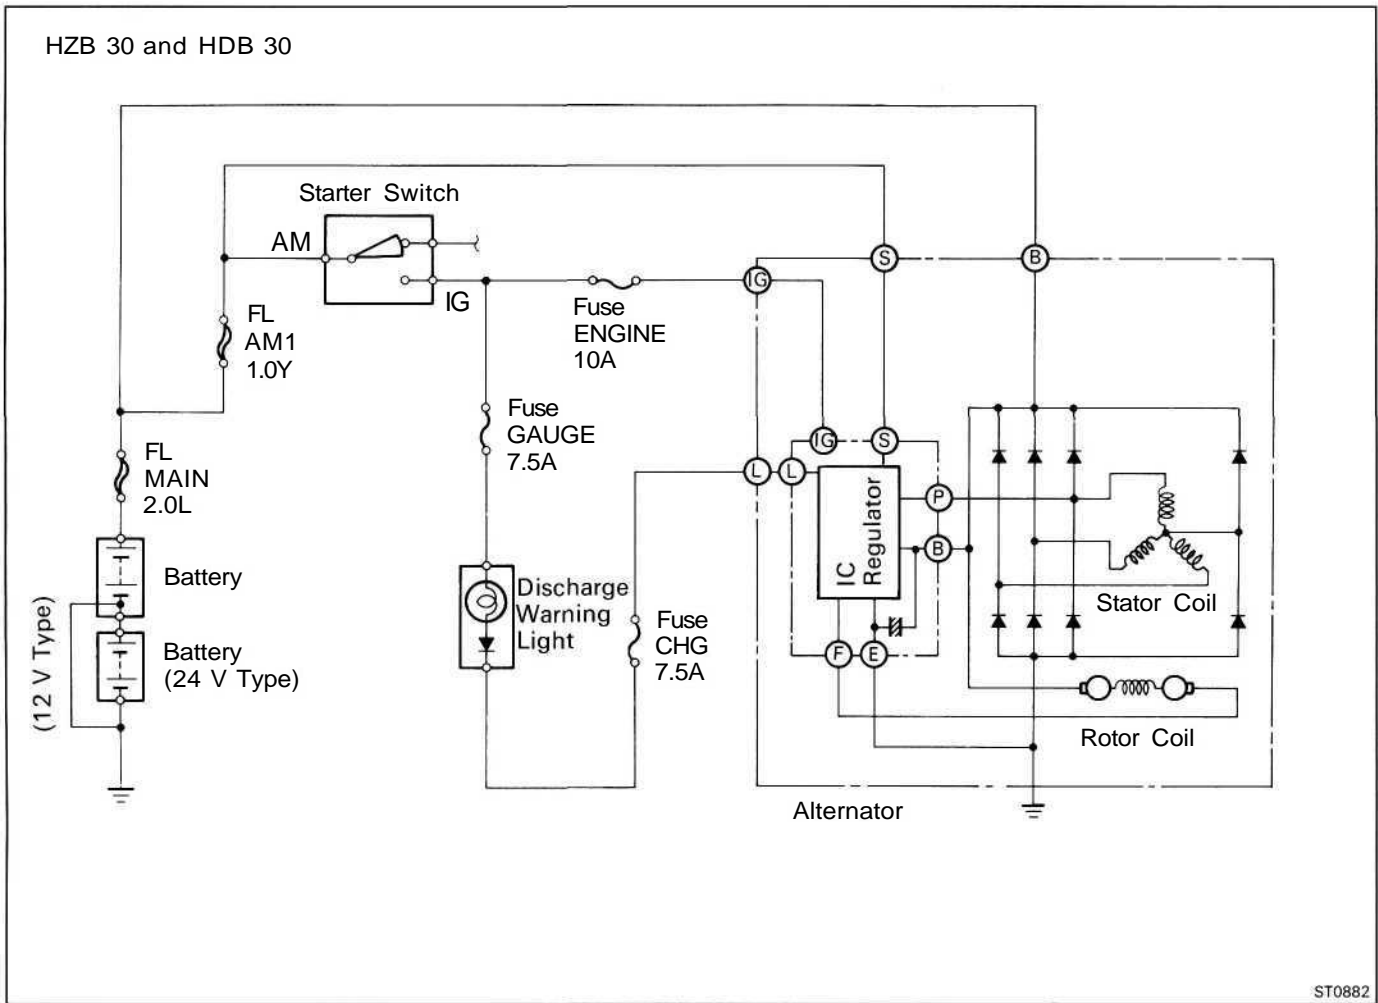 HZB 30 and HDB 30
Starter Switch
AM
IG
FL
AM1
1.0Y
Fuse
ENGINE
10A
IG
S
B
Fuse
GAUGE
7.5A
FL
MAIN
2.0L
IG
S
L
L
P
B
IC
Regulator
Stator Coil
Battery
Discharge
Warning
Light
Fuse
CHG
7.5A
Battery
(24 V Type)
(12 V Type)
F
E
Rotor Coil
Alternator
ST0882